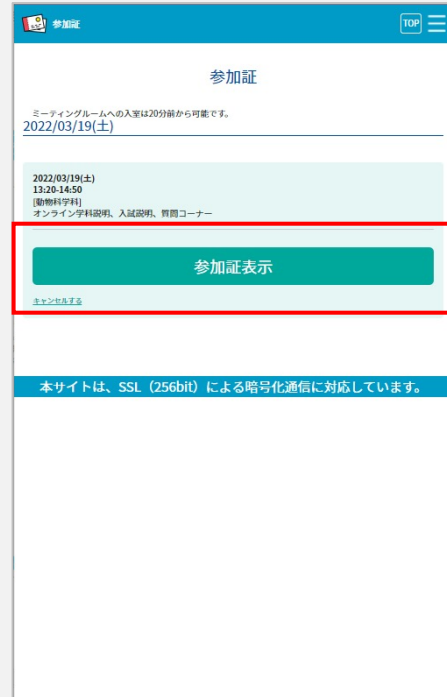 参加証
TOP
参加証
ミーティングルームへの入室は20分前から可能です。
2022/03/19(土)
2022/03/19(土)
13:20-14:50
[動物科学科]
オンライン学科説明、入試説明、質問コーナー
参加証表示
キャンセルする
本サイトは、SSL（256bit）による暗号化通信に対応しています。